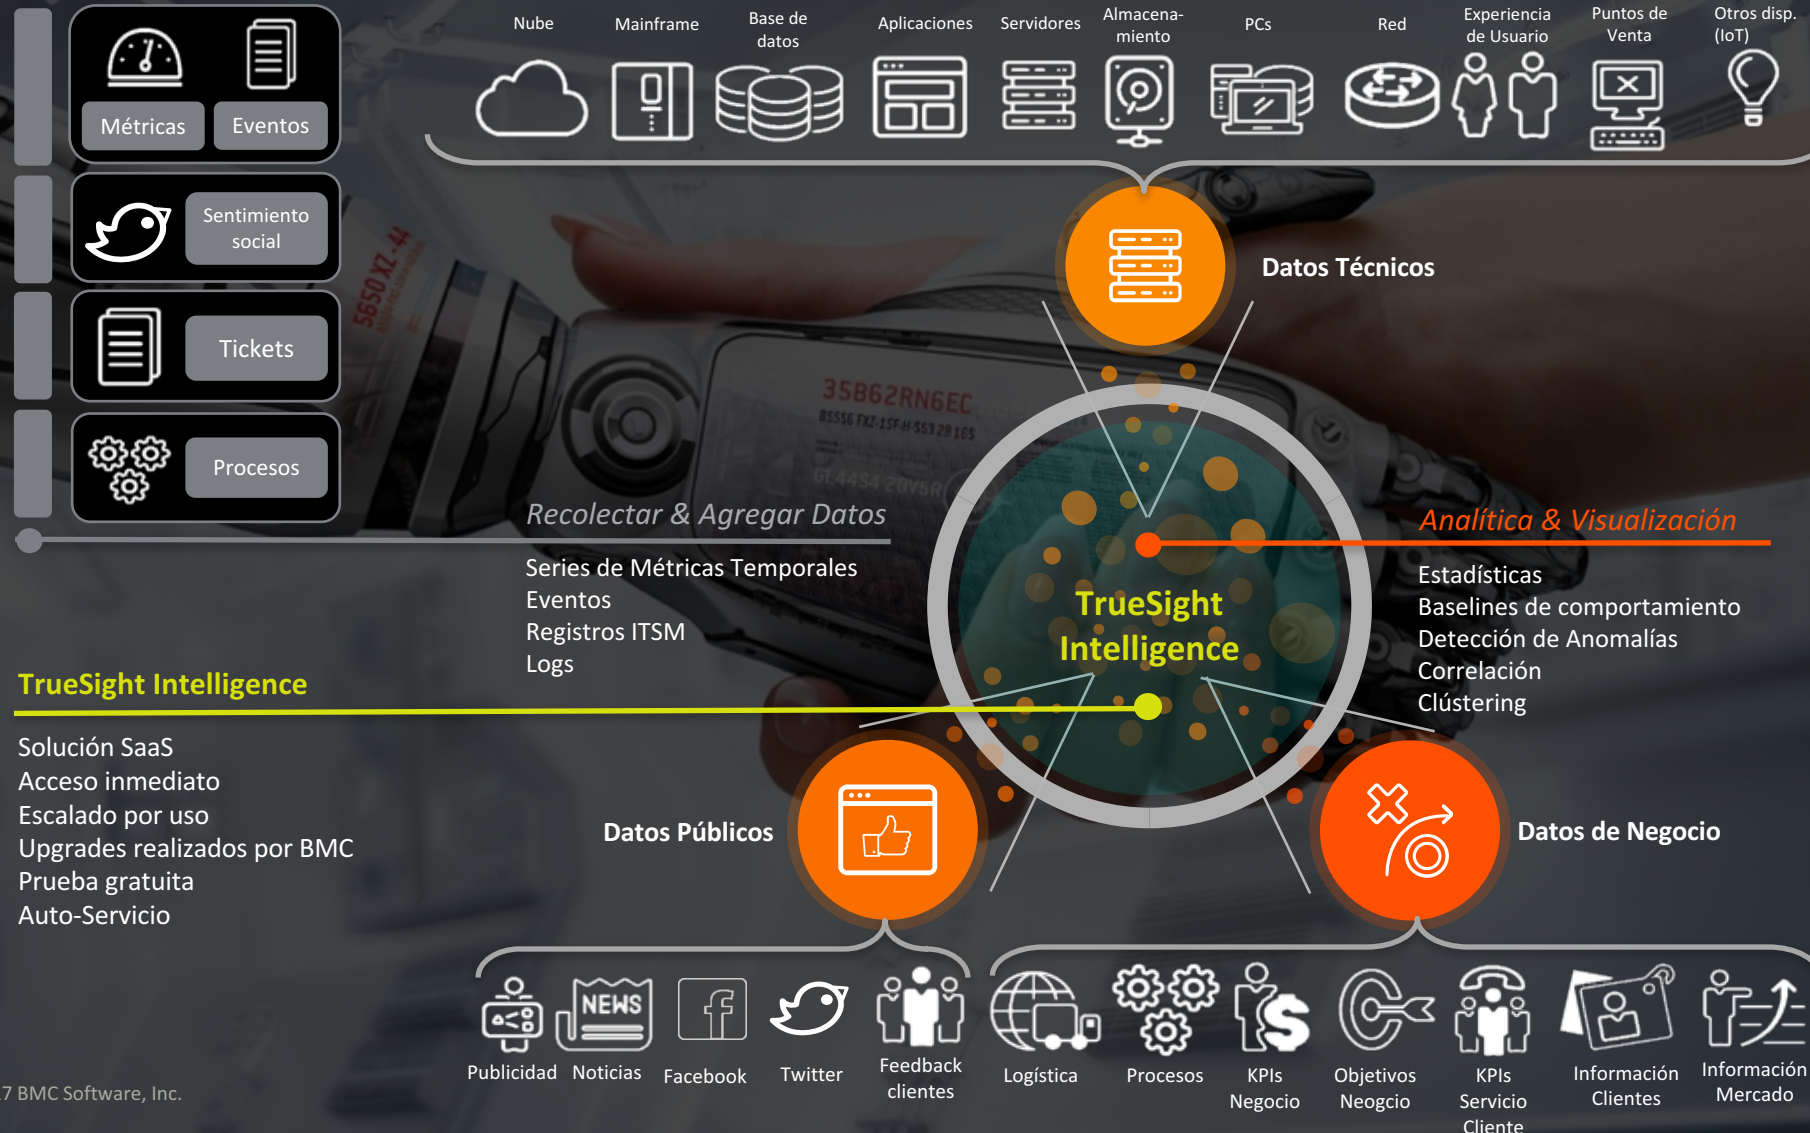 Métricas
Eventos
Sentimiento
social
Tickets
Procesos
Nube
Mainframe
Base de
datos
Aplicaciones
Servidores
Almacena-
miento
PCs
Red
Experiencia
de Usuario
Puntos de
Venta
Otros disp.
(IoT)
Datos Técnicos
5650 XZ - 44
35B62RN6EC
Recolectar & Agregar Datos
Series de Métricas Temporales
Eventos
Registros ITSM
Logs
TrueSight
Intelligence
Analítica & Visualización
Estadísticas
Baselines de comportamiento
Detección de Anomalías
Correlación
Clústering
TrueSight Intelligence
Solución SaaS
Acceso inmediato
Escalado por uso
Upgrades realizados por BMC
Prueba gratuita
Auto-Servicio
Datos Públicos
Datos de Negocio
NEWS
Publicidad
Noticias
Facebook
Twitter
Feedback
clientes
Logística
Procesos
KPIs
Negocio
Objetivos
Neogcio
KPIs
Servicio
Cliente
Información
Clientes
Información
Mercado
7 BMC Software, Inc.